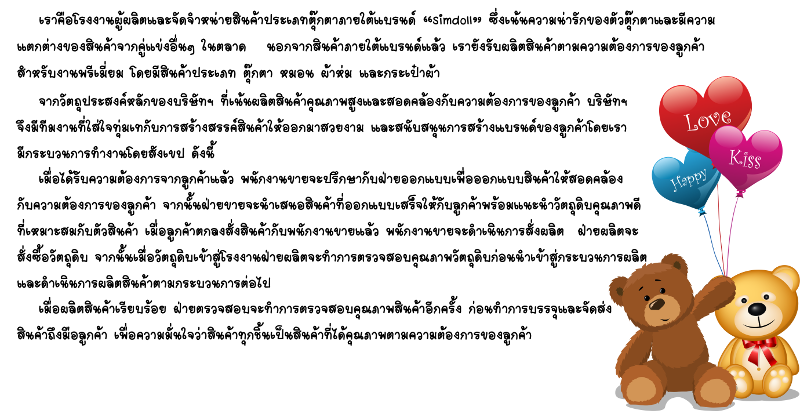 เราคือโรงงานผู้ผลิตและจัดจำหน่ายสินค้าประเภทตุ๊กตาภายใต้แบรนด์ “simdoll” ซึ่งเน้นความน่ารักของตัวตุ๊กตาและมีความ
แตกต่างของสินค้าจากคู่แข่งอื่นๆ ในตลาด นอกจากสินค้าภายใต้แบรนด์แล้ว เรายังรับผลิตสินค้าตามความต้องการของลูกค้า
สำหรับงานพรีเมี่ยม โดยมีสินค้าประเภท ตุ๊กตา หมอน ผ้าห่ม และกระเป๋าผ้า
จากวัตถุประสงค์หลักของบริษัทฯ ที่เน้นผลิตสินค้าคุณภาพสูงและสอดคล้องกับความต้องการของลูกค้า บริษัทฯ
จึงมีทีมงานที่ใส่ใจทุ่มเทกับการสร้างสรรค์สินค้าให้ออกมาสวยงาม และสนับสนุนการสร้างแบรนด์ของลูกค้าโดยเรา
มีกระบวนการทำงานโดยสังเขป ดังนี้
เมื่อได้รับความต้องการจากลูกค้าแล้ว พนักงานขายจะปรึกษากับฝ่ายออกแบบเพื่อออกแบบสินค้าให้สอดคล้อง
กับความต้องการของลูกค้า จากนั้นฝ่ายขายจะนำเสนอสินค้าที่ออกแบบเสร็จให้กับลูกค้าพร้อมแนะนำวัตถุดิบคุณภาพดี
ที่เหมาะสมกับตัวสินค้า เมื่อลูกค้าตกลงสั่งสินค้ากับพนักงานขายแล้ว พนักงานขายจะดำเนินการสั่งผลิต ฝ่ายผลิตจะ
สั่งซื้อวัตถุดิบ จากนั้นเมื่อวัตถุดิบเข้าสู่โรงงานฝ่ายผลิตจะทำการตรวจสอบคุณภาพวัตถุดิบก่อนนำเข้าสู่กระบวนการผลิต
และดำเนินการผลิตสินค้าตามกระบวนการต่อไป
เมื่อผลิตสินค้าเรียบร้อย ฝ่ายตรวจสอบจะทำการตรวจสอบคุณภาพสินค้าอีกครั้ง ก่อนทำการบรรจุและจัดส่ง
สินค้าถึงมือลูกค้า เพื่อความมั่นใจว่าสินค้าทุกชิ้นเป็นสินค้าที่ได้คุณภาพตามความต้องการของลูกค้า
Love
Kiss
Happy